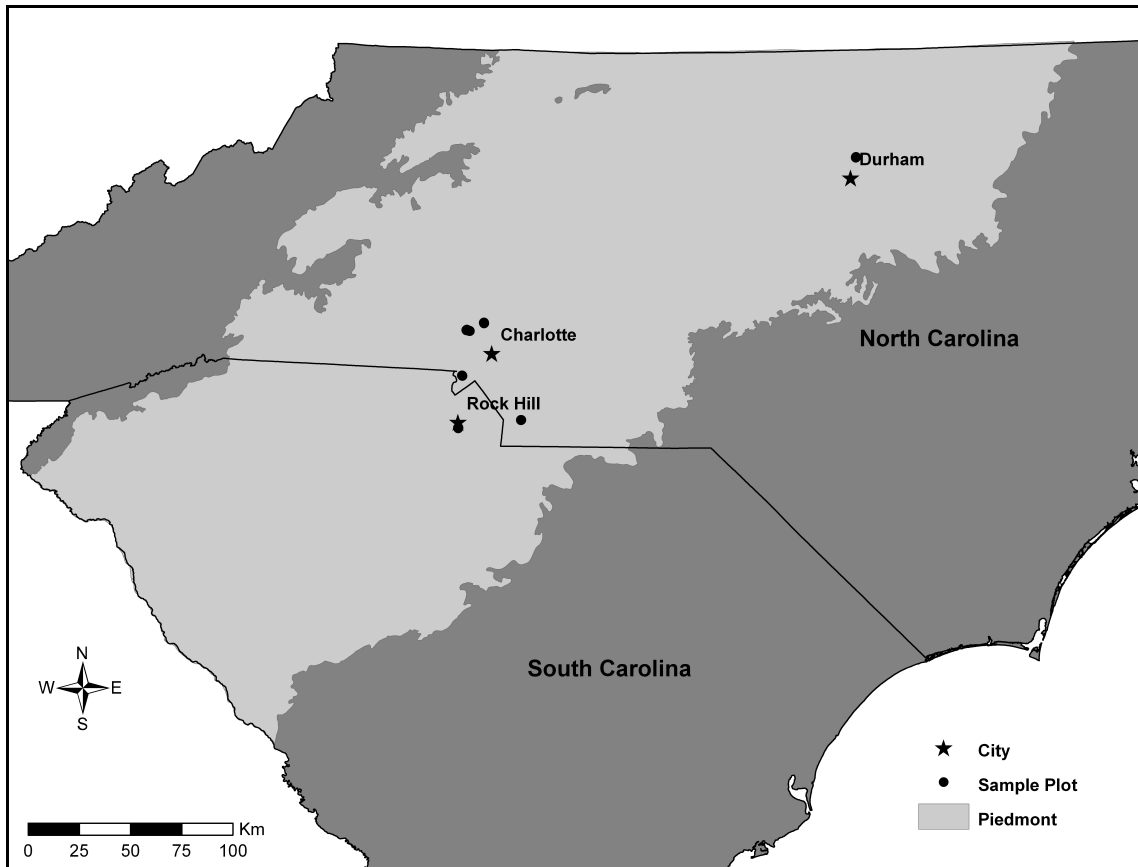 Durham
North Carolina
Charlotte
Rock Hill
South Carolina
N
W E
S
City
Sample Plot
Piedmont
Km
0 25 50 75 100